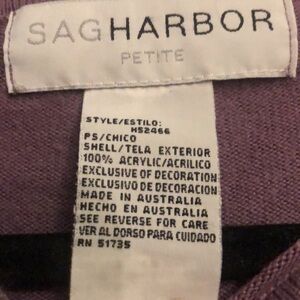 SAGHARBOR
PETITE
STYLE/ESTILO:
HS2466
PS/CHICO
SHELL/TELA EXTERIOR
100% ACRYLIC/ACRILICO
EXCLUSIVE OF DECORATION
EXCLUSIVO DE DECORACION
MADE IN AUSTRALIA
HECHO EN AUSTRALIA
SEE REVERSE FOR CARE
VER AL DORSO PARA CUIDADO
RN 51735